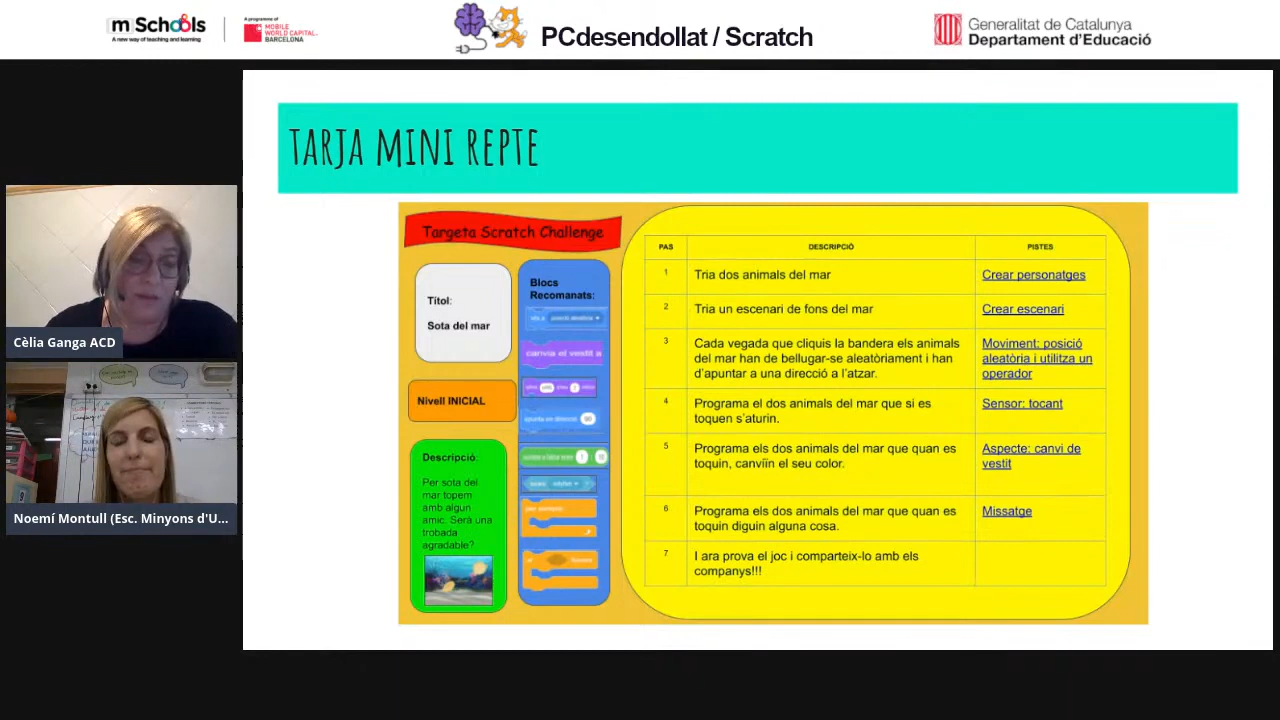 mSchools
A new way of teaching and learning
A programme of
MOBILE
WORLD CAPITAL
BARCELONA
PCdesendollat / Scratch
Generalitat de Catalunya
Departament d'Educació
TARJA MINI REPTE
Targeta Scratch Challenge
Títol:
Sota del mar
Nivell INICIAL
Descripció:
Per sota del
mar topem
amb algun
amic. Serà una
trobada
agradable?
Blocs
Recomanats:
canvia el vestit a
apunta en direcció 90
PAS DESCRIPCIÓ PISTES
1 Tria dos animals del mar Crear personatges
2 Tria un escenari de fons del mar Crear escenari
3 Cada vegada que cliquis la bandera els animals
del mar han de bellugar-se aleatòriament i han
d'apuntar a una direcció a l'atzar.
Moviment: posició
aleatòria i utilitza un
operador
4 Programa el dos animals del mar que si es
toquen s'aturin.
Sensor: tocant
5 Programa els dos animals del mar que quan es
toquin, canviïn el seu color.
Aspecte: canvi de
vestit
6 Programa els dos animals del mar que quan es
toquin diguin alguna cosa.
Missatge
7 I ara prova el joc i comparteix-lo amb els
companys!!!
Cèlia Ganga ACD
Noemí Montull (Esc. Minyons d'U...